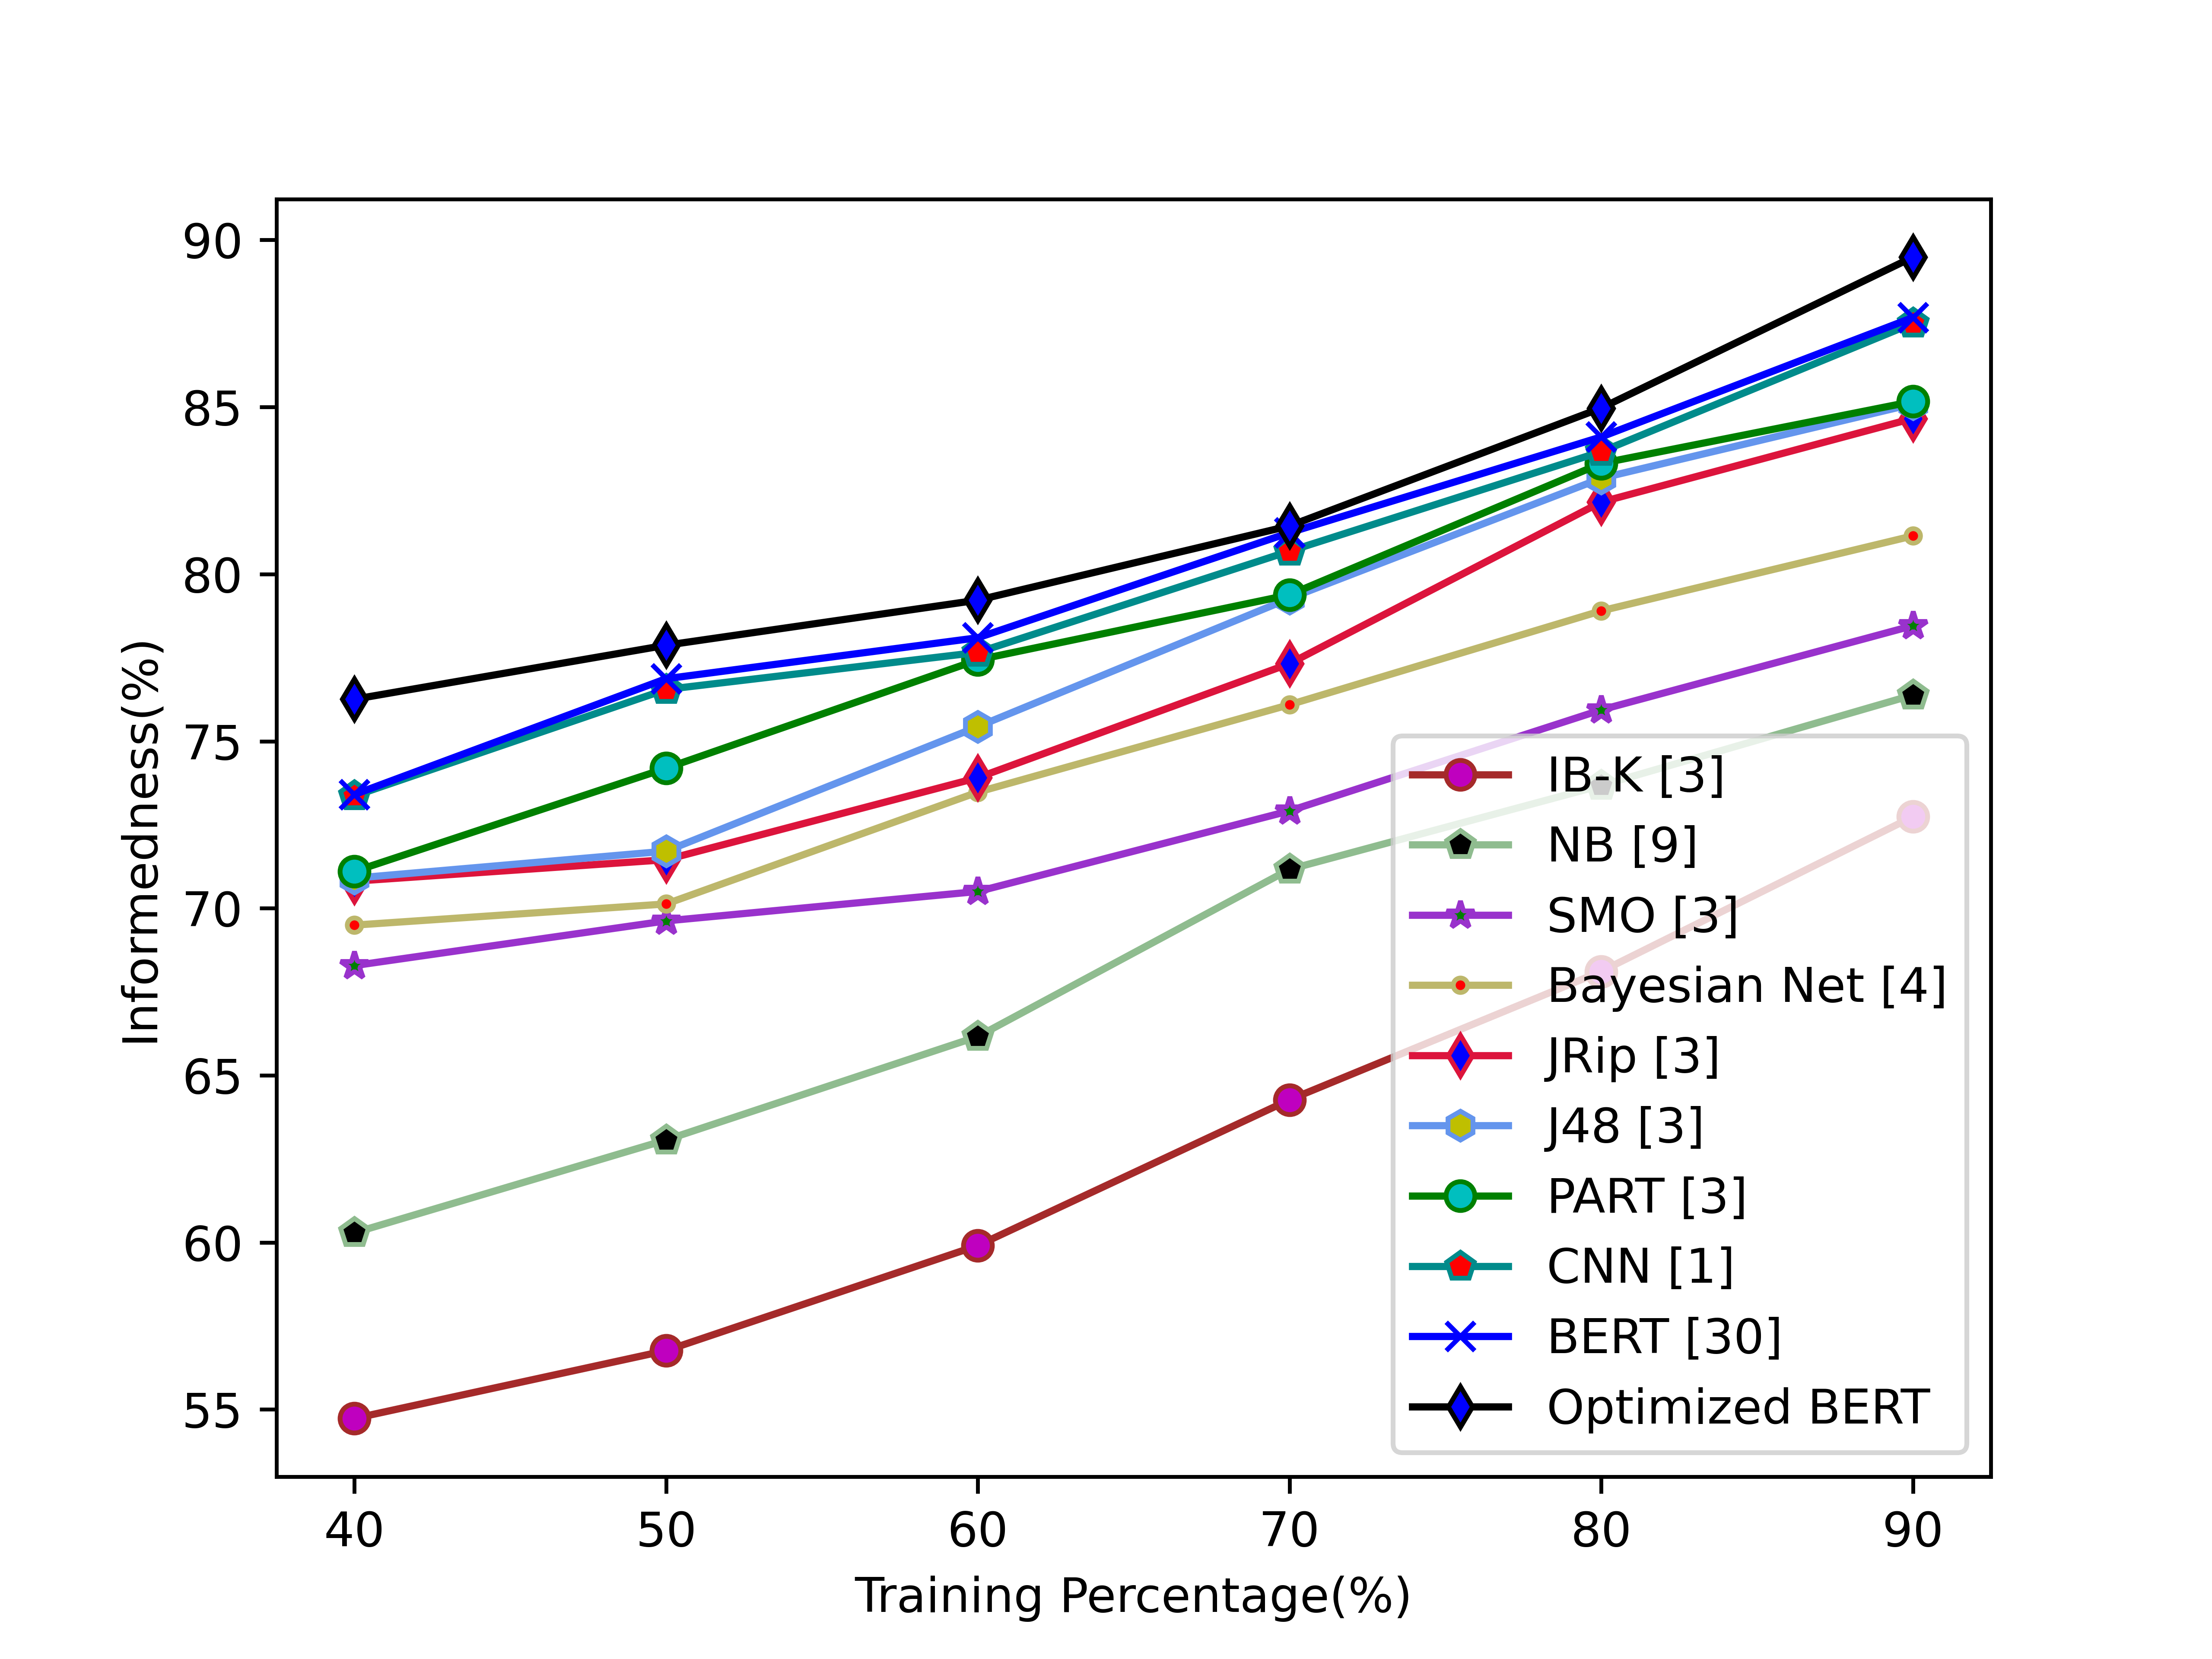 90
85
80
75
70
65
60
55
Informedness(%)
IB-K [3]
NB [9]
SMO [3]
Bayesian Net [4]
JRip [3]
J48 [3]
PART [3]
CNN [1]
BERT [30]
Optimized BERT
40 50 60 70 80 90
Training Percentage(%)